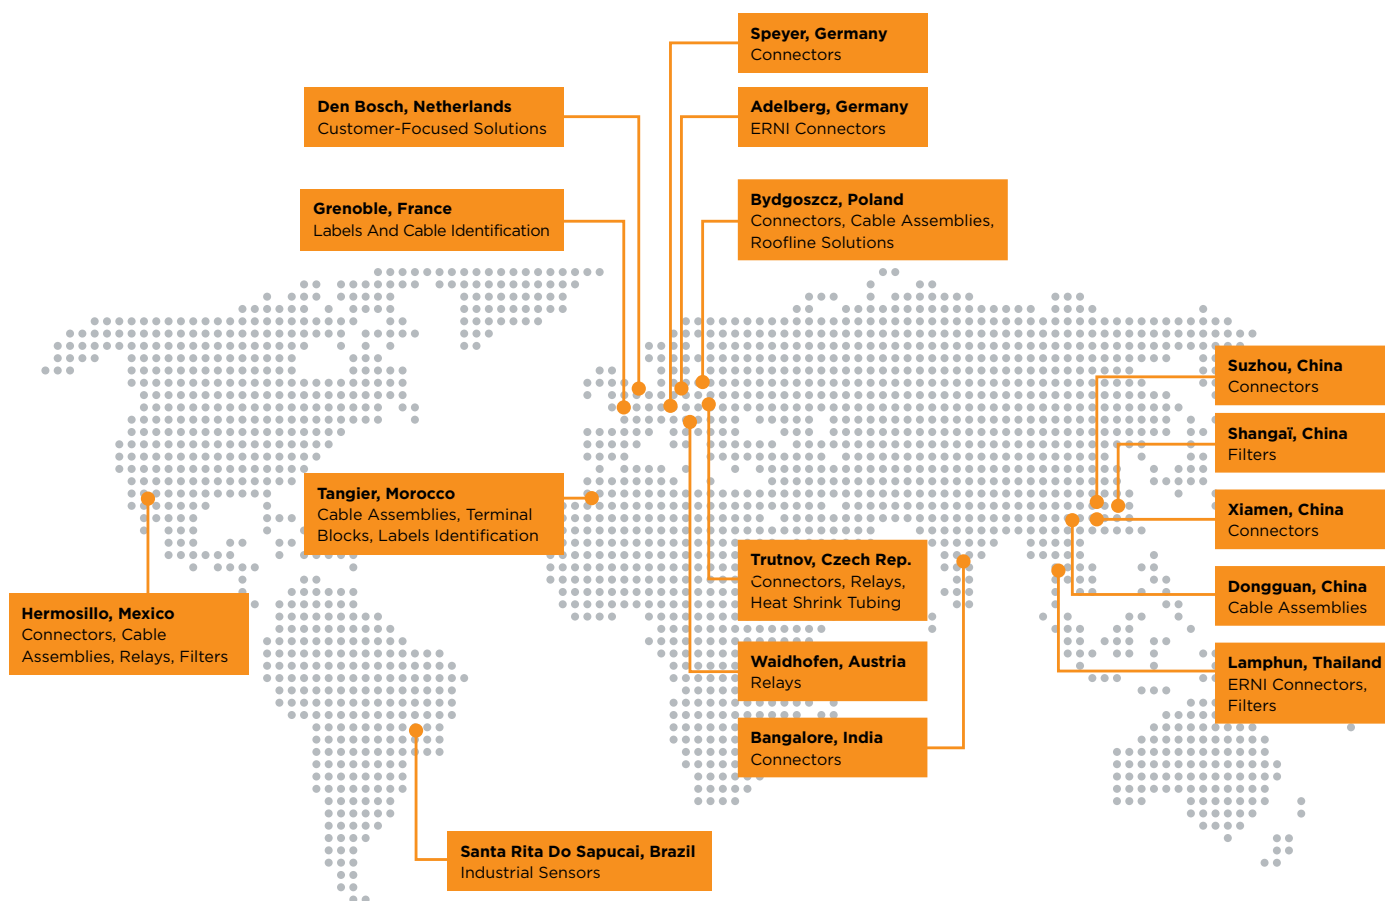 Speyer, Germany
Connectors
Den Bosch, Netherlands
Customer-Focused Solutions
Adelberg, Germany
ERNI Connectors
Grenoble, France
Labels And Cable Identification
Bydgoszcz, Poland
Connectors, Cable Assemblies,
Roofline Solutions
Suzhou, China
Connectors
Shangaï, China
Filters
Tangier, Morocco
Cable Assemblies, Terminal
Blocks, Labels Identification
Xiamen, China
Connectors
Trutnov, Czech Rep.
Connectors, Relays,
Heat Shrink Tubing
Dongguan, China
Cable Assemblies
Hermosillo, Mexico
Connectors, Cable
Assemblies, Relays, Filters
Waidhofen, Austria
Relays
Lamphun, Thailand
ERNI Connectors,
Filters
Bangalore, India
Connectors
Santa Rita Do Sapucai, Brazil
Industrial Sensors